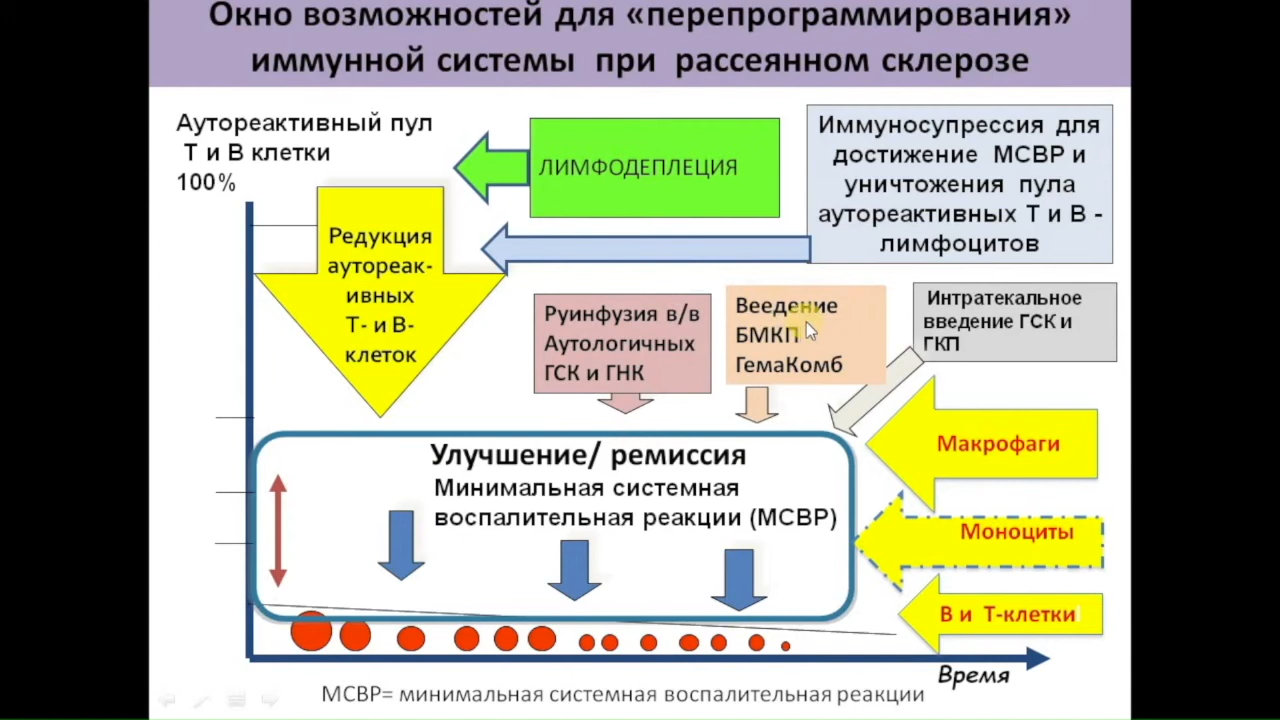 Окно возможностей для «перепрограммирования»
иммунной системы при рассеянном склерозе
Аутореактивный пул
Т и В клетки
100%
ЛИМФОДЕПЛЕЦИЯ
Иммуносупрессия для
достижение МСВР и
уничтожения пула
аутореактивных Т и В -
лимфоцитов
Редукция
аутореак-
ивных
Т- и В-
клеток
Руинфузия в/в
Аутологичных
ГСК и ГНК
Веедение
БМКП
ГемаКомб
Интратекальное
введение ГСК и
ГКП
Макрофаги
Улучшение/ ремиссия
Минимальная системная
воспалительная реакции (МСВР)
Моноциты
В и Т-клетки
Время
МСВР= минимальная системная воспалительная реакции